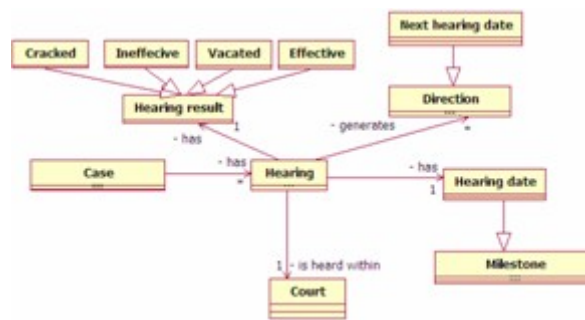 Next hearing date
Cracked
Ineffecive
Vacated
Effective
Hearing result
Direction
1
- generates
*
- has
- has
- has
Case
Hearing
Hearing date
*
1
Milestone
1 - is heard within
Court